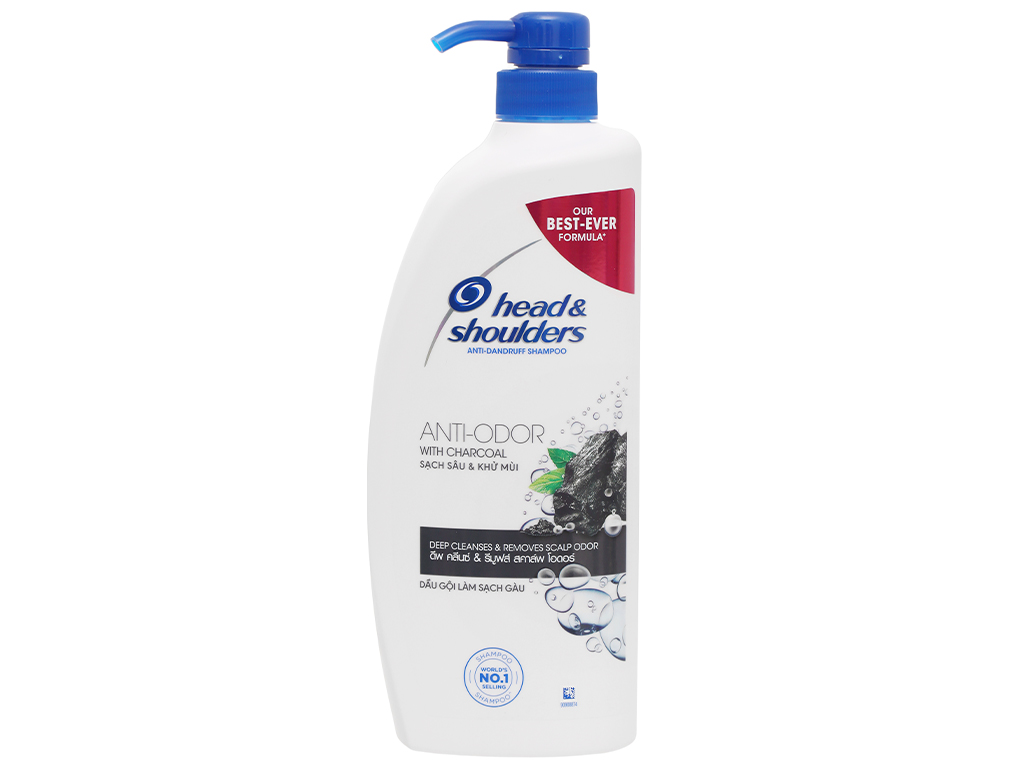 OUR
BEST-EVER
FORMULA+
head &
shoulders
ANTI-DANDRUFF SHAMPOO
ANTI-ODOR
WITH CHARCOAL
SẠCH SÂU & KHỬ MÙI
DEEP CLEANSES & REMOVES SCALP ODOR
ดีพ คลีนซ์ & รีมูฟส์ สคาล์พ โอดอร์
DẦU GỘI LÀM SẠCH GÀU
SHAMPOO
WORLD'S
NO.1
SELLING
SHAMPOO